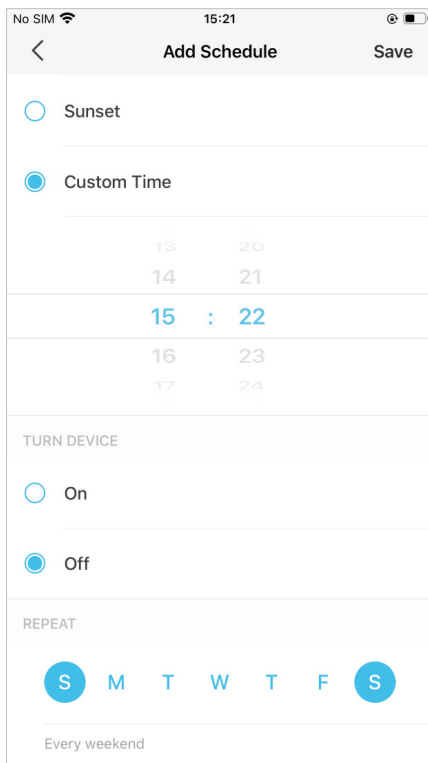 No SIM 15:21
Add Schedule Save
Sunset
Custom Time
13 20
14 21
15 : 22
16 23
17 24
TURN DEVICE
On
Off
REPEAT
S M T W T F S
Every weekend